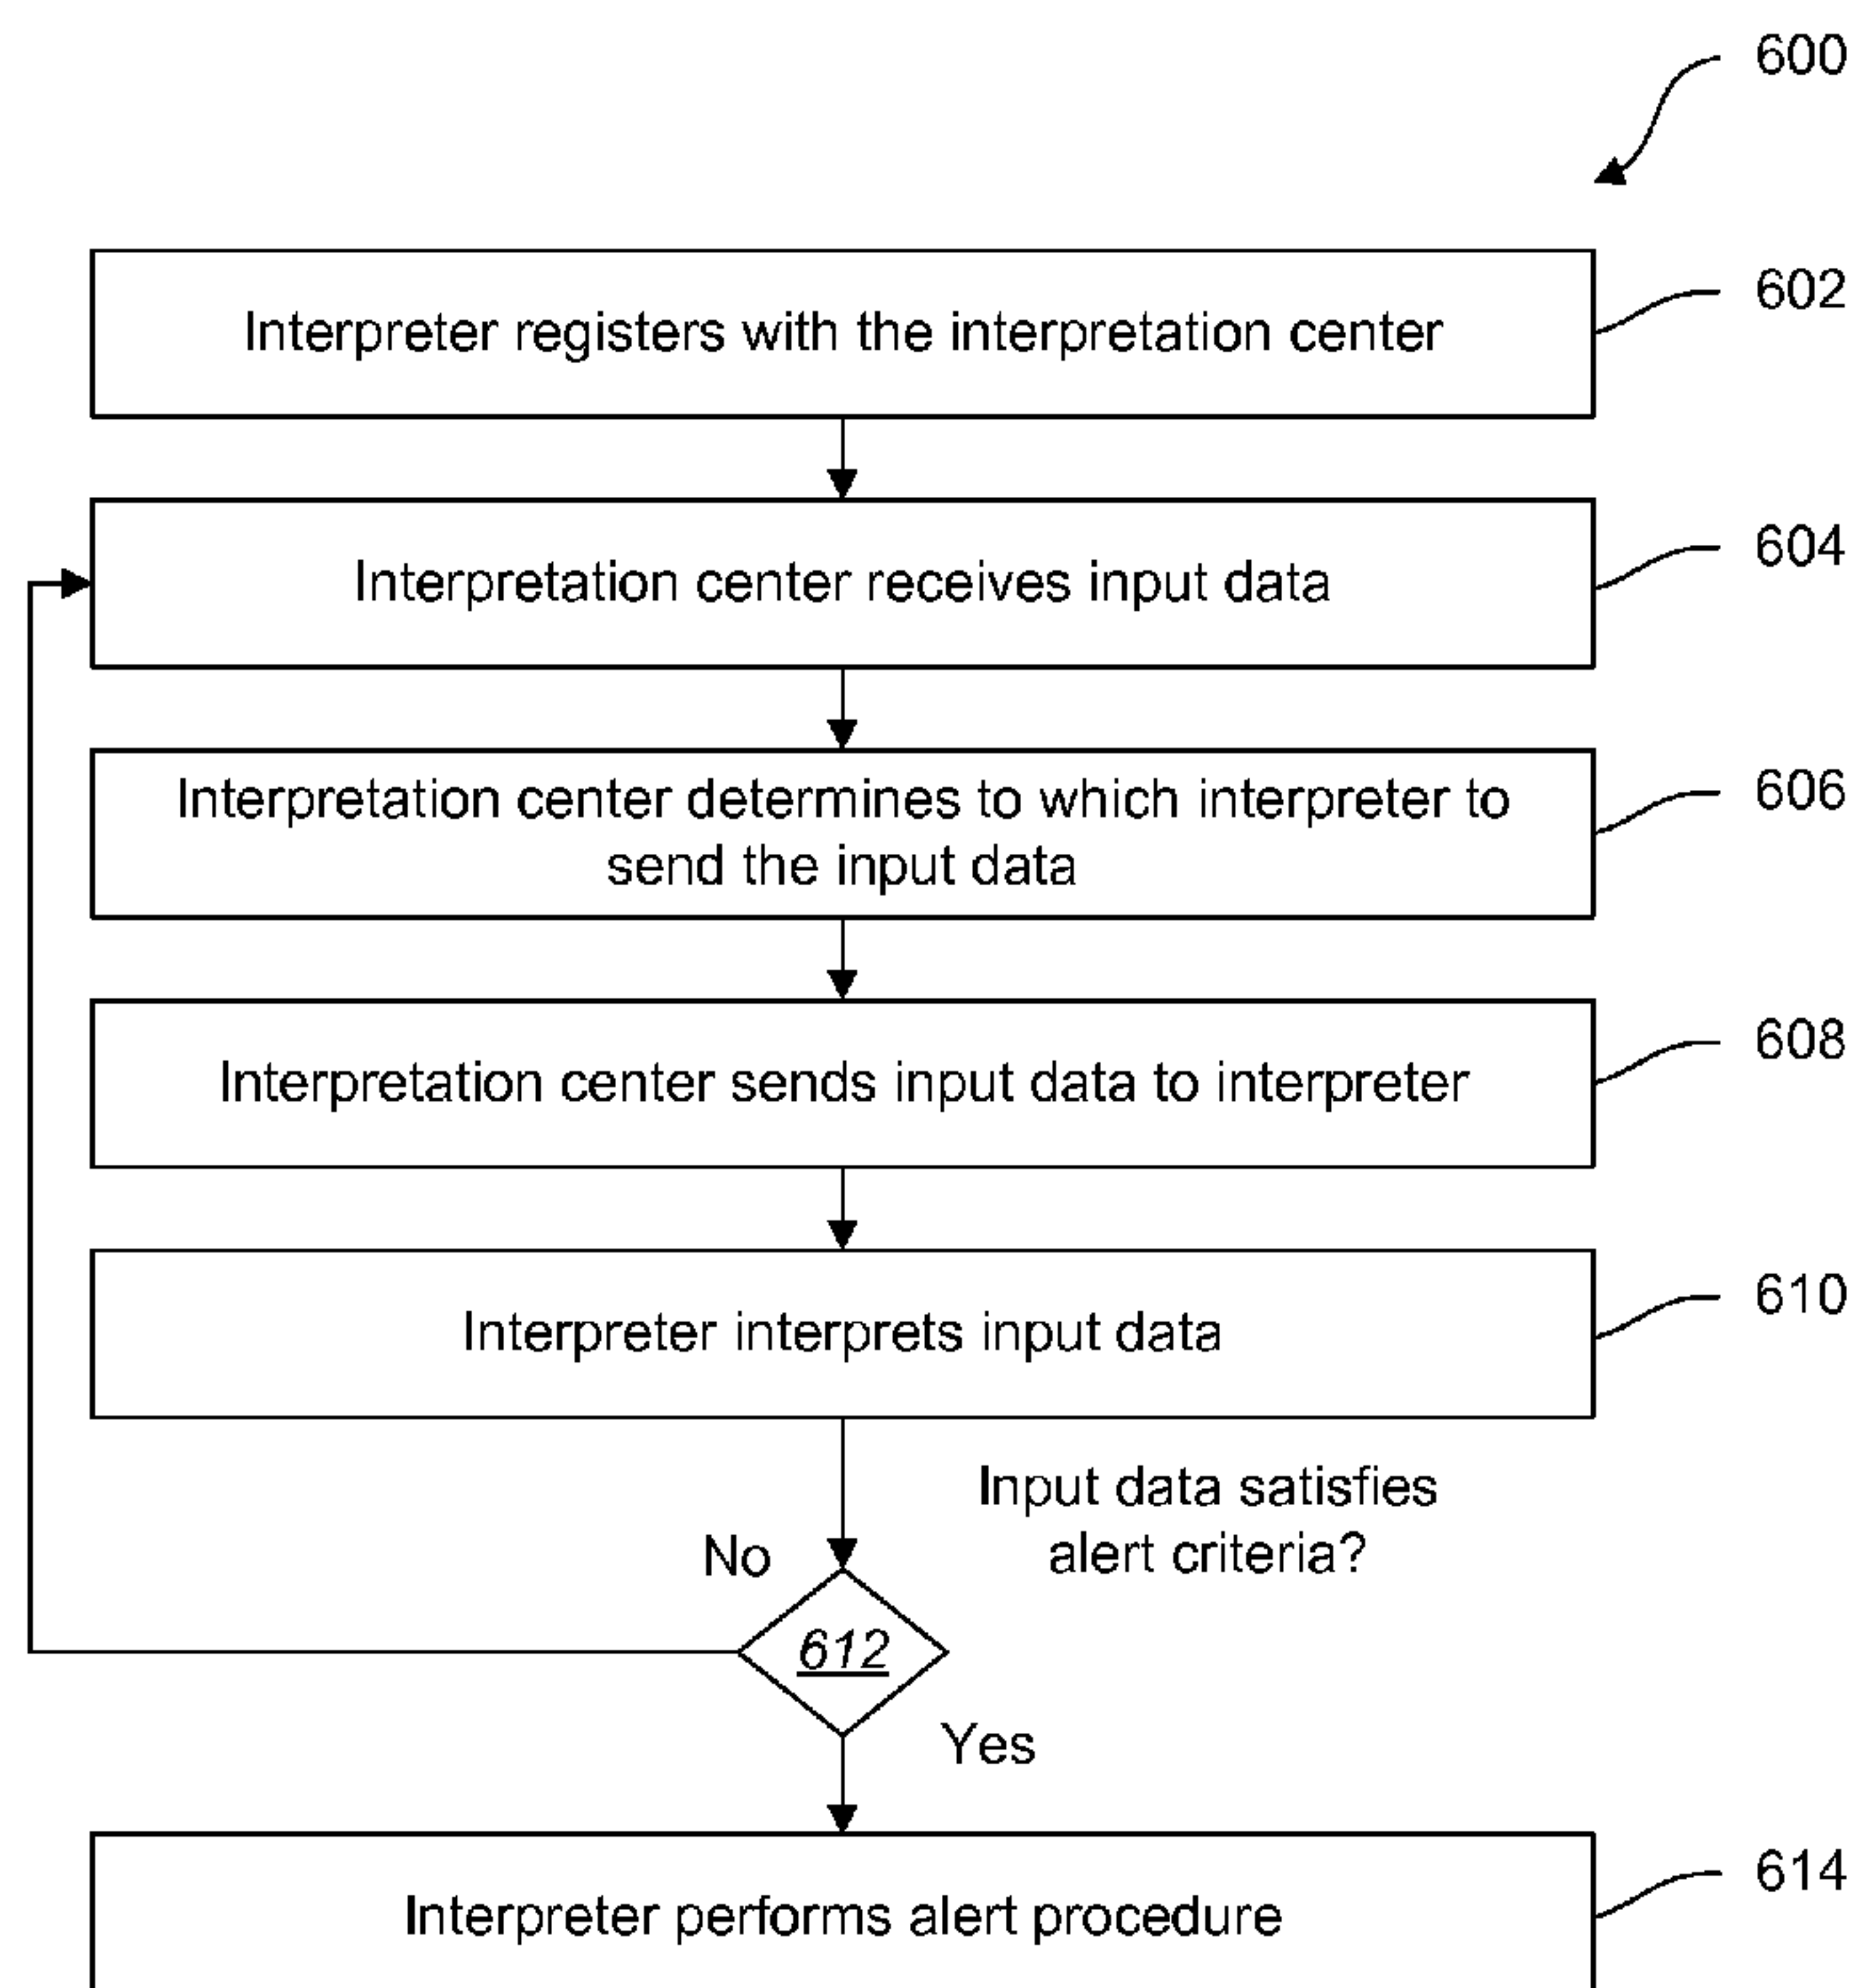 600
Interpreter registers with the interpretation center
602
Interpretation center receives input data
604
Interpretation center determines to which interpreter to
send the input data
606
Interpretation center sends input data to interpreter
608
Interpreter interprets input data
610
Input data satisfies
alert criteria?
No
612
Yes
Interpreter performs alert procedure
614